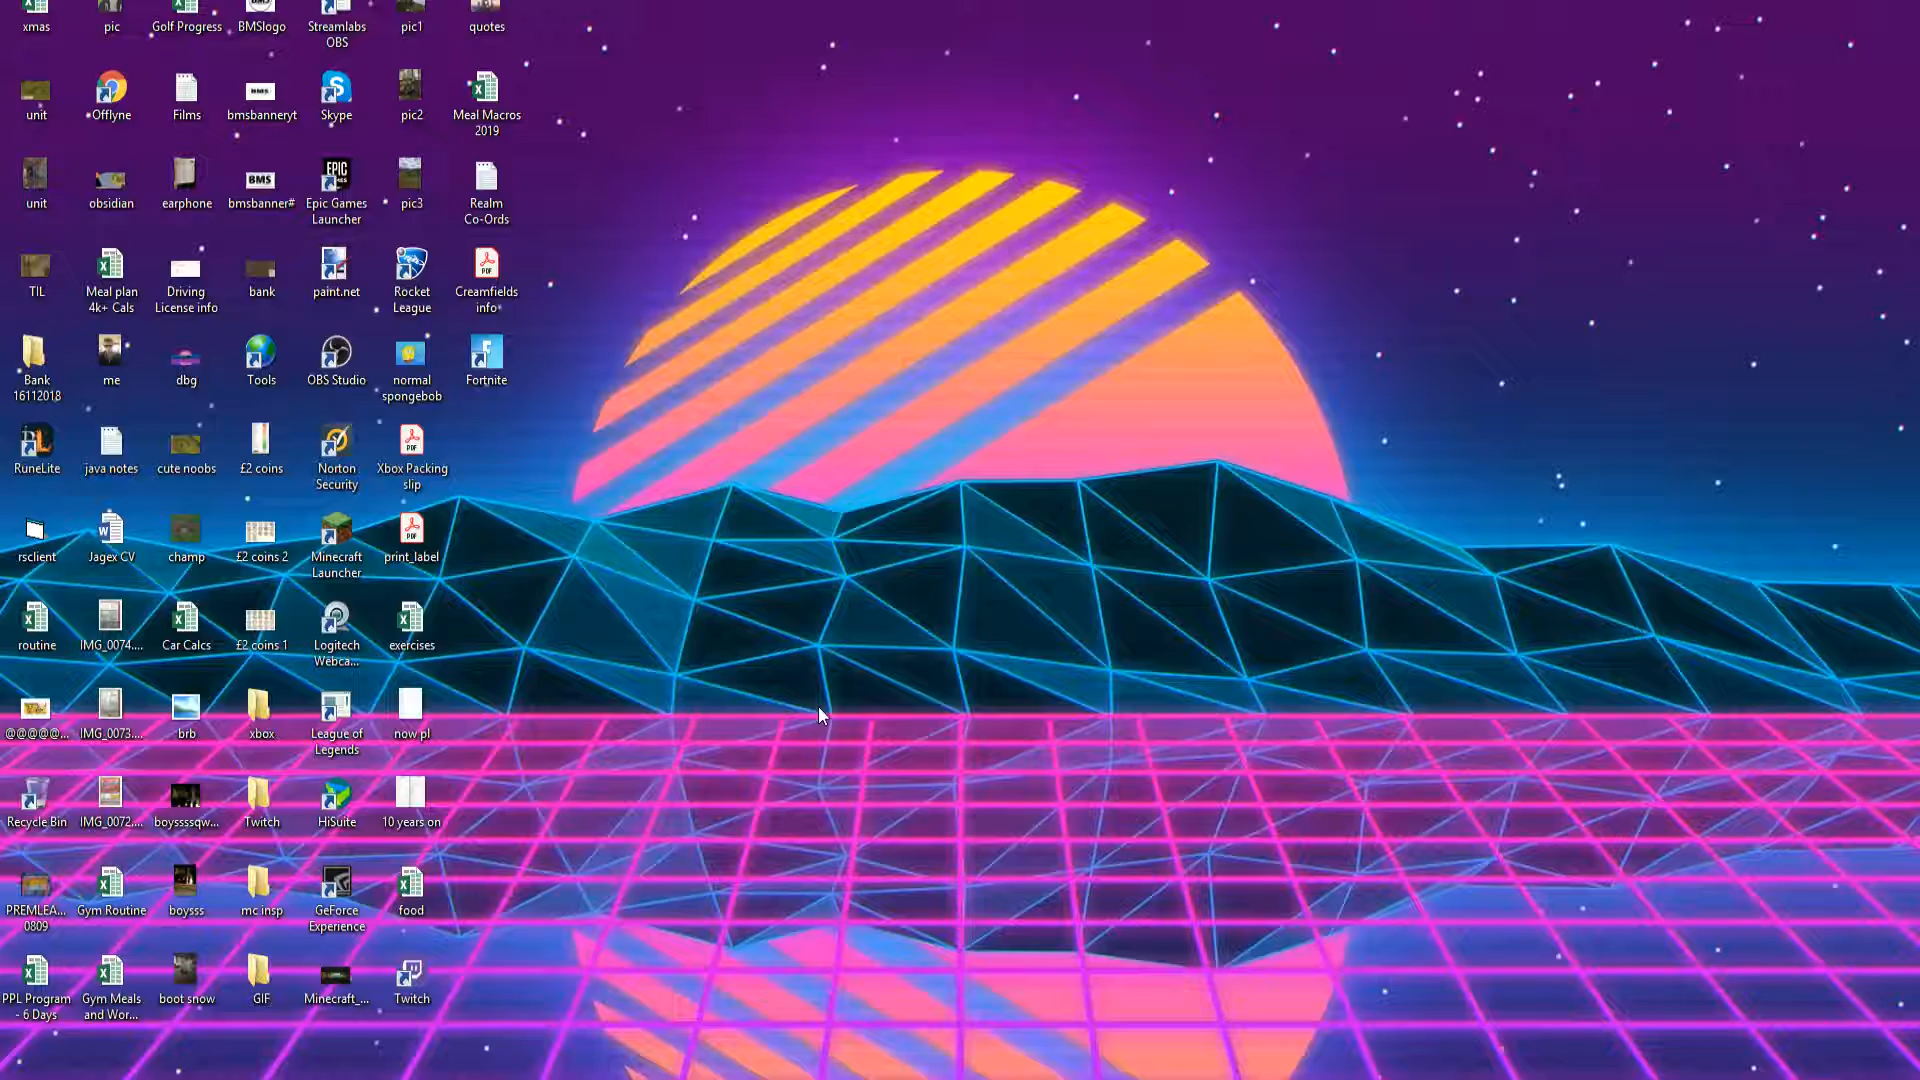 xmas
pic
Golf Progress
BMSlogo
Streamlabs
OBS
pic1
quotes
unit
Offlyne
Films
bmsbanneryt
Skype
pic2
Meal Macros
2019
unit
obsidian
earphone
BMS
bmsbanner#
EPIC
Epic Games
Launcher
pic3
Realm
Co-Ords
TIL
Meal plan
4k+ Cals
Driving
License info
bank
paint.net
Rocket
League
PDF
Creamfields
info
Bank
16112018
me
dbg
Tools
OBS Studio
normal
spongebob
Fortnite
RuneLite
java notes
cute noobs
£2 coins
Norton
Security
PDF
Xbox Packing
slip
rsclient
Jagex CV
champ
£2 coins 2
Minecraft
Launcher
PDF
print_label
routine
IMG_0074....
Car Calcs
£2 coins 1
Logitech
Webca...
exercises
@@@@@...
IMG_0073....
brb
xbox
League of
Legends
now pl
Recycle Bin
IMG_0072....
boyssssqw...
Twitch
HiSuite
10 years on
PREMLEA...
0809
Gym Routine
boysss
mc insp
GeForce
Experience
food
PPL Program
- 6 Days
Gym Meals
and Wor...
boot snow
GIF
Minecraft_...
Twitch